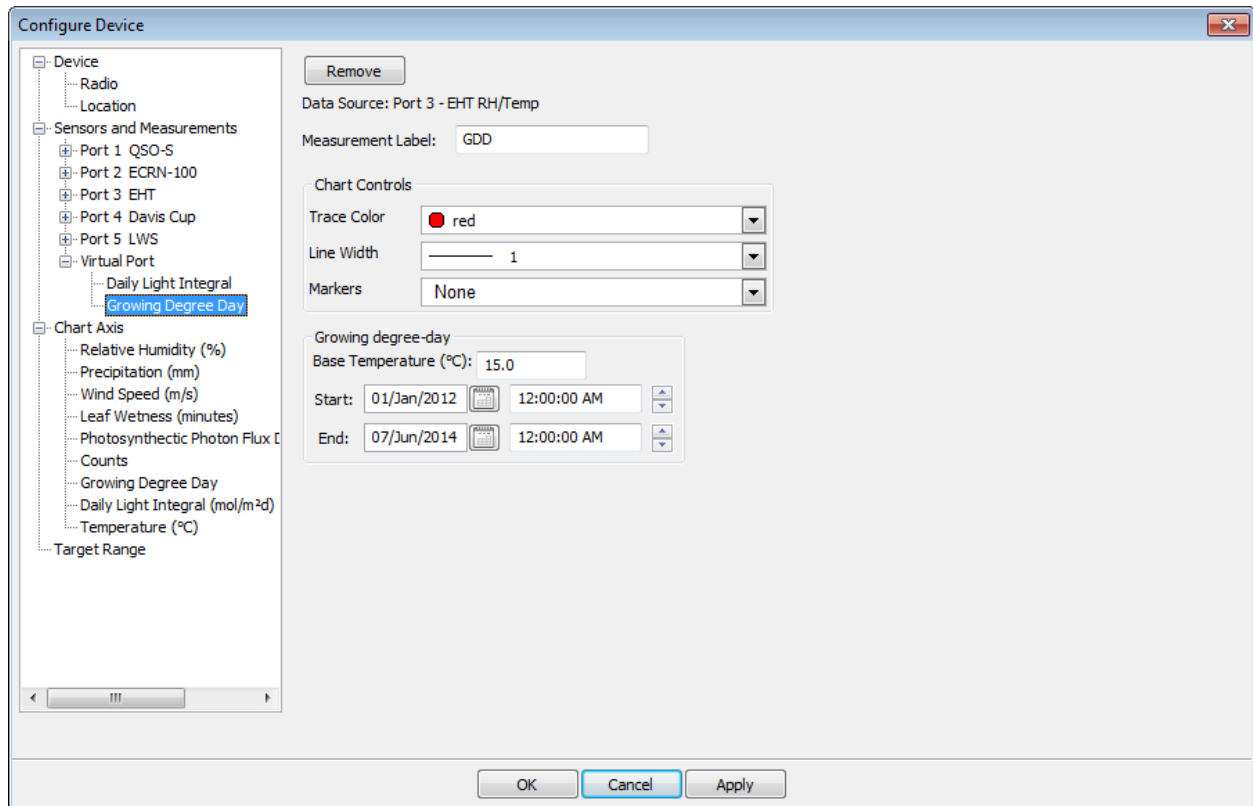 Configure Device
Device
Radio
Location
Sensors and Measurements
Port 1 QSO-S
Port 2 ECRN-100
Port 3 EHT
Port 4 Davis Cup
Port 5 LWS
Virtual Port
Daily Light Integral
Growing Degree Day
Chart Axis
Relative Humidity (%)
Precipitation (mm)
Wind Speed (m/s)
Leaf Wetness (minutes)
Photosynthectic Photon Flux D
Counts
Growing Degree Day
Daily Light Integral (mol/m²d)
Temperature (°C)
Target Range
Remove
Data Source: Port 3 - EHT RH/Temp
Measurement Label: GDD
Chart Controls
Trace Color red
Line Width 1
Markers None
Growing degree-day
Base Temperature (°C): 15.0
Start: 01/Jan/2012 12:00:00 AM
End: 07/Jun/2014 12:00:00 AM
OK Cancel Apply